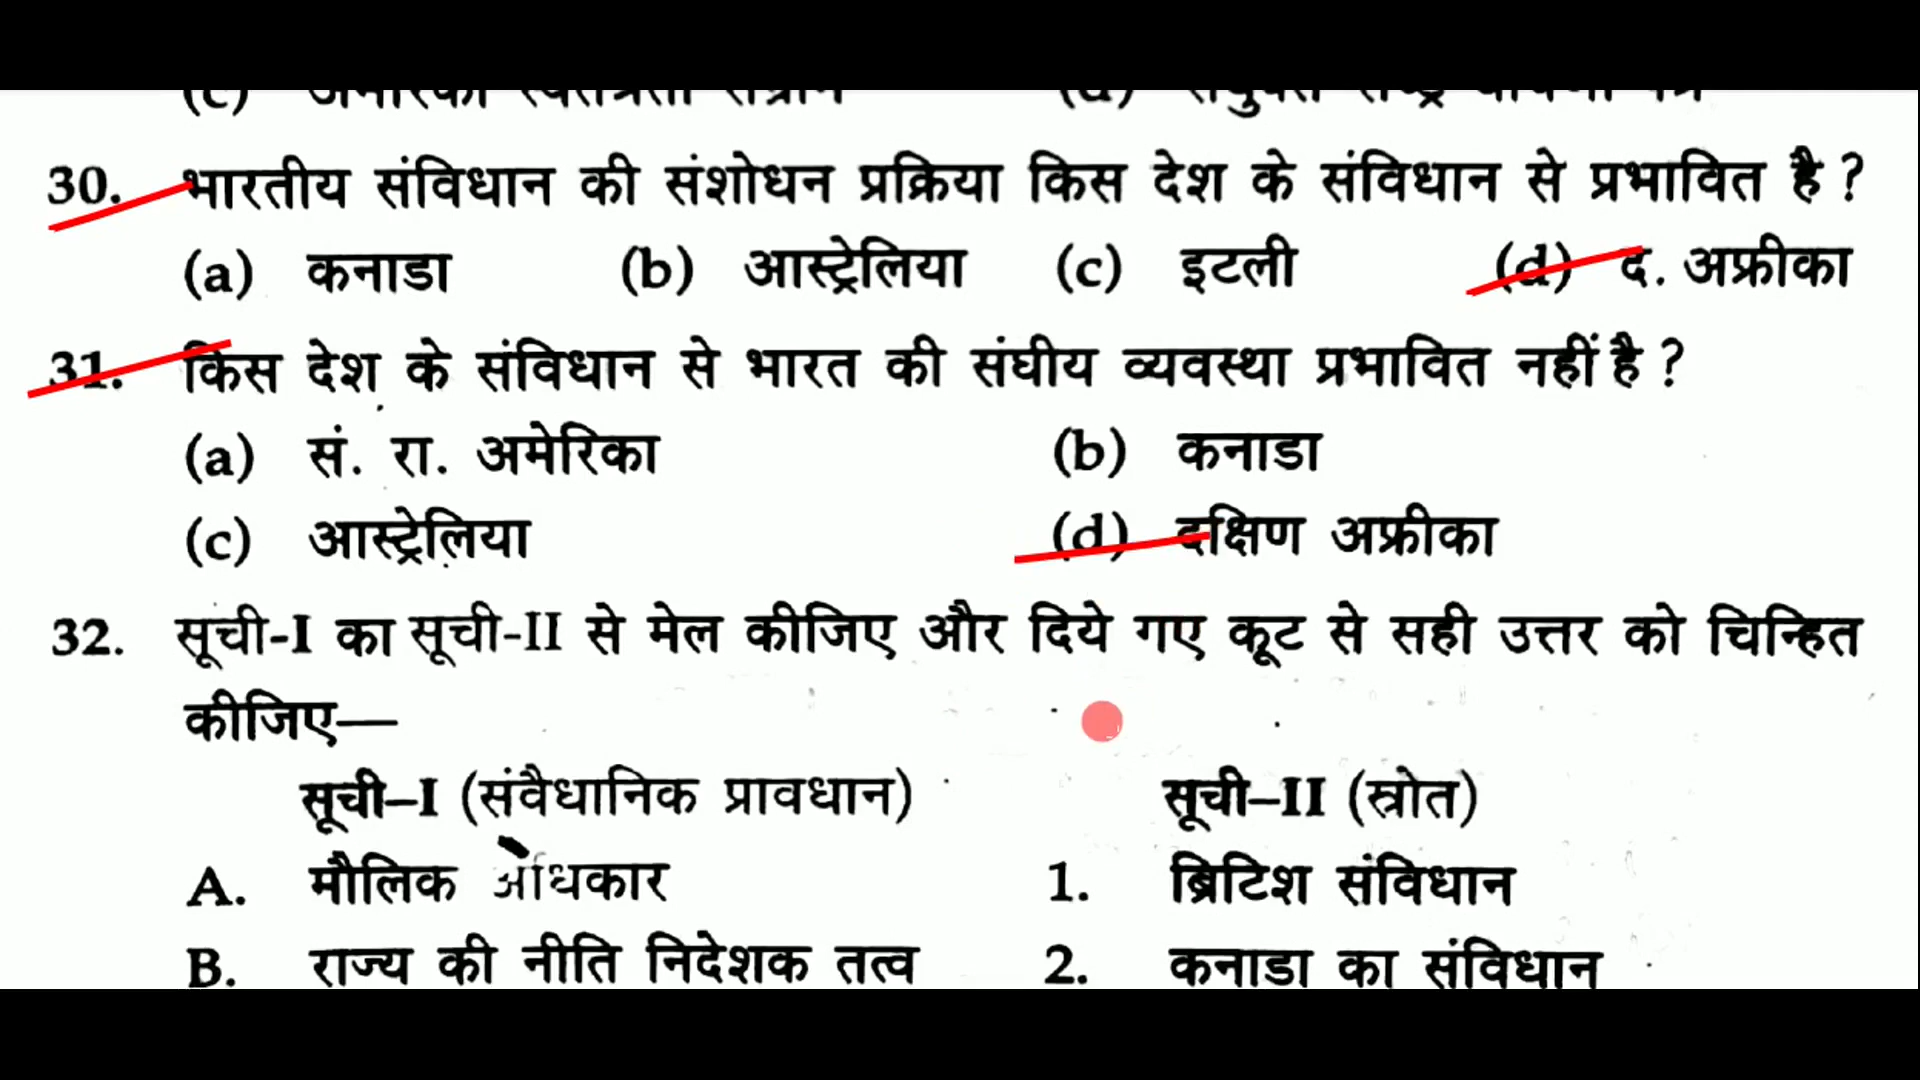 30. भारतीय संविधान की संशोधन प्रक्रिया किस देश के संविधान से प्रभावित है ?
(a) कनाडा (b) आस्ट्रेलिया (c) इटली (d) द. अफ्रीका
31. किस देश के संविधान से भारत की संघीय व्यवस्था प्रभावित नहीं है ?
(a) सं. रा. अमेरिका (b) कनाडा
(c) आस्ट्रेलिया (d) दक्षिण अफ्रीका
32. सूची-I का सूची-II से मेल कीजिए और दिये गए कूट से सही उत्तर को चिन्हित
कीजिए—
सूची–I (संवैधानिक प्रावधान) सूची–II (स्रोत)
A. मौलिक अधिकार 1. ब्रिटिश संविधान
B. राज्य की नीति निदेशक तत्व 2. कनाडा का संविधान